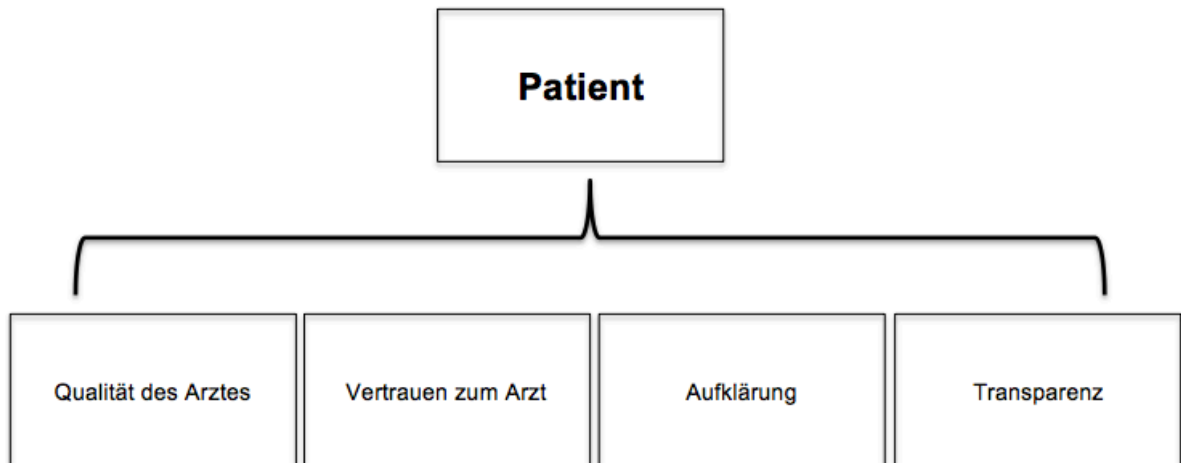 Patient
Qualität des Arztes
Vertrauen zum Arzt
Aufklärung
Transparenz